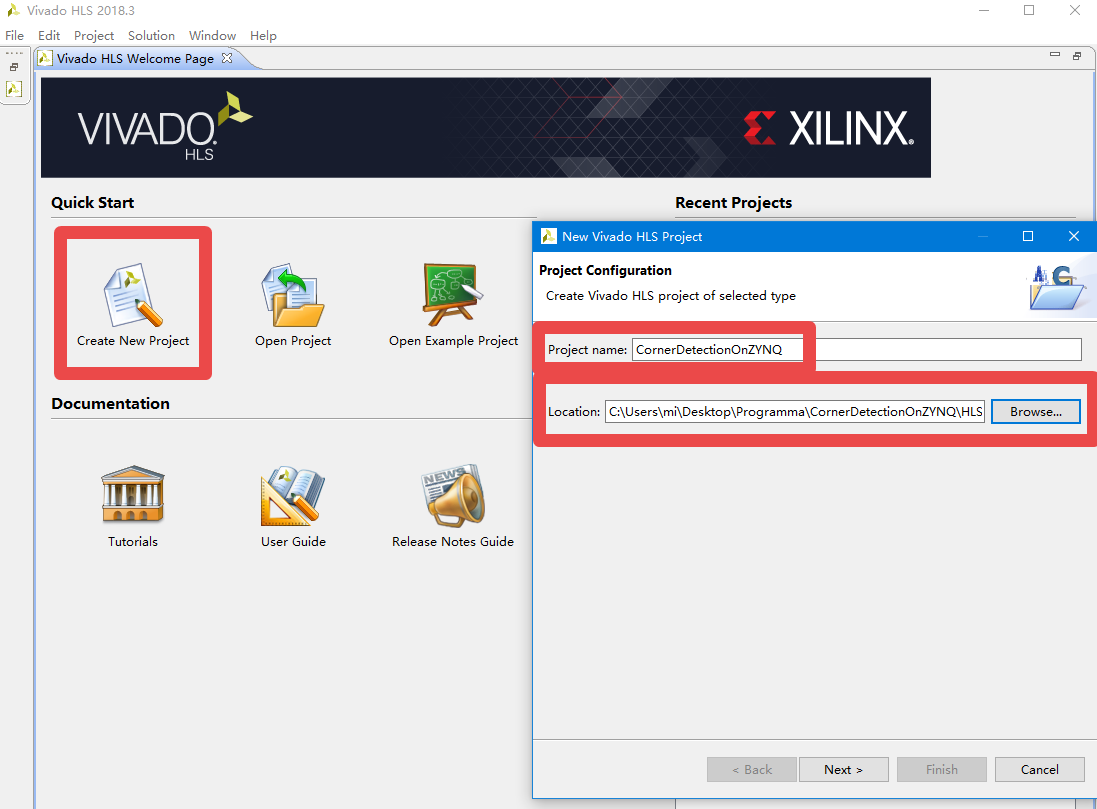 Vivado HLS 2018.3
File Edit Project Solution Window Help
Vivado HLS Welcome Page
VIVADO.
HLS
XILINX.
Quick Start
Recent Projects
Create New Project
Open Project
Open Example Project
Documentation
Tutorials
User Guide
Release Notes Guide
New Vivado HLS Project
Project Configuration
Create Vivado HLS project of selected type
Project name: CornerDetectionOnZYNQ
Location: C:\Users\mi\Desktop\Programma\CornerDetectionOnZYNQ\HLS Browse...
< Back Next > Finish Cancel